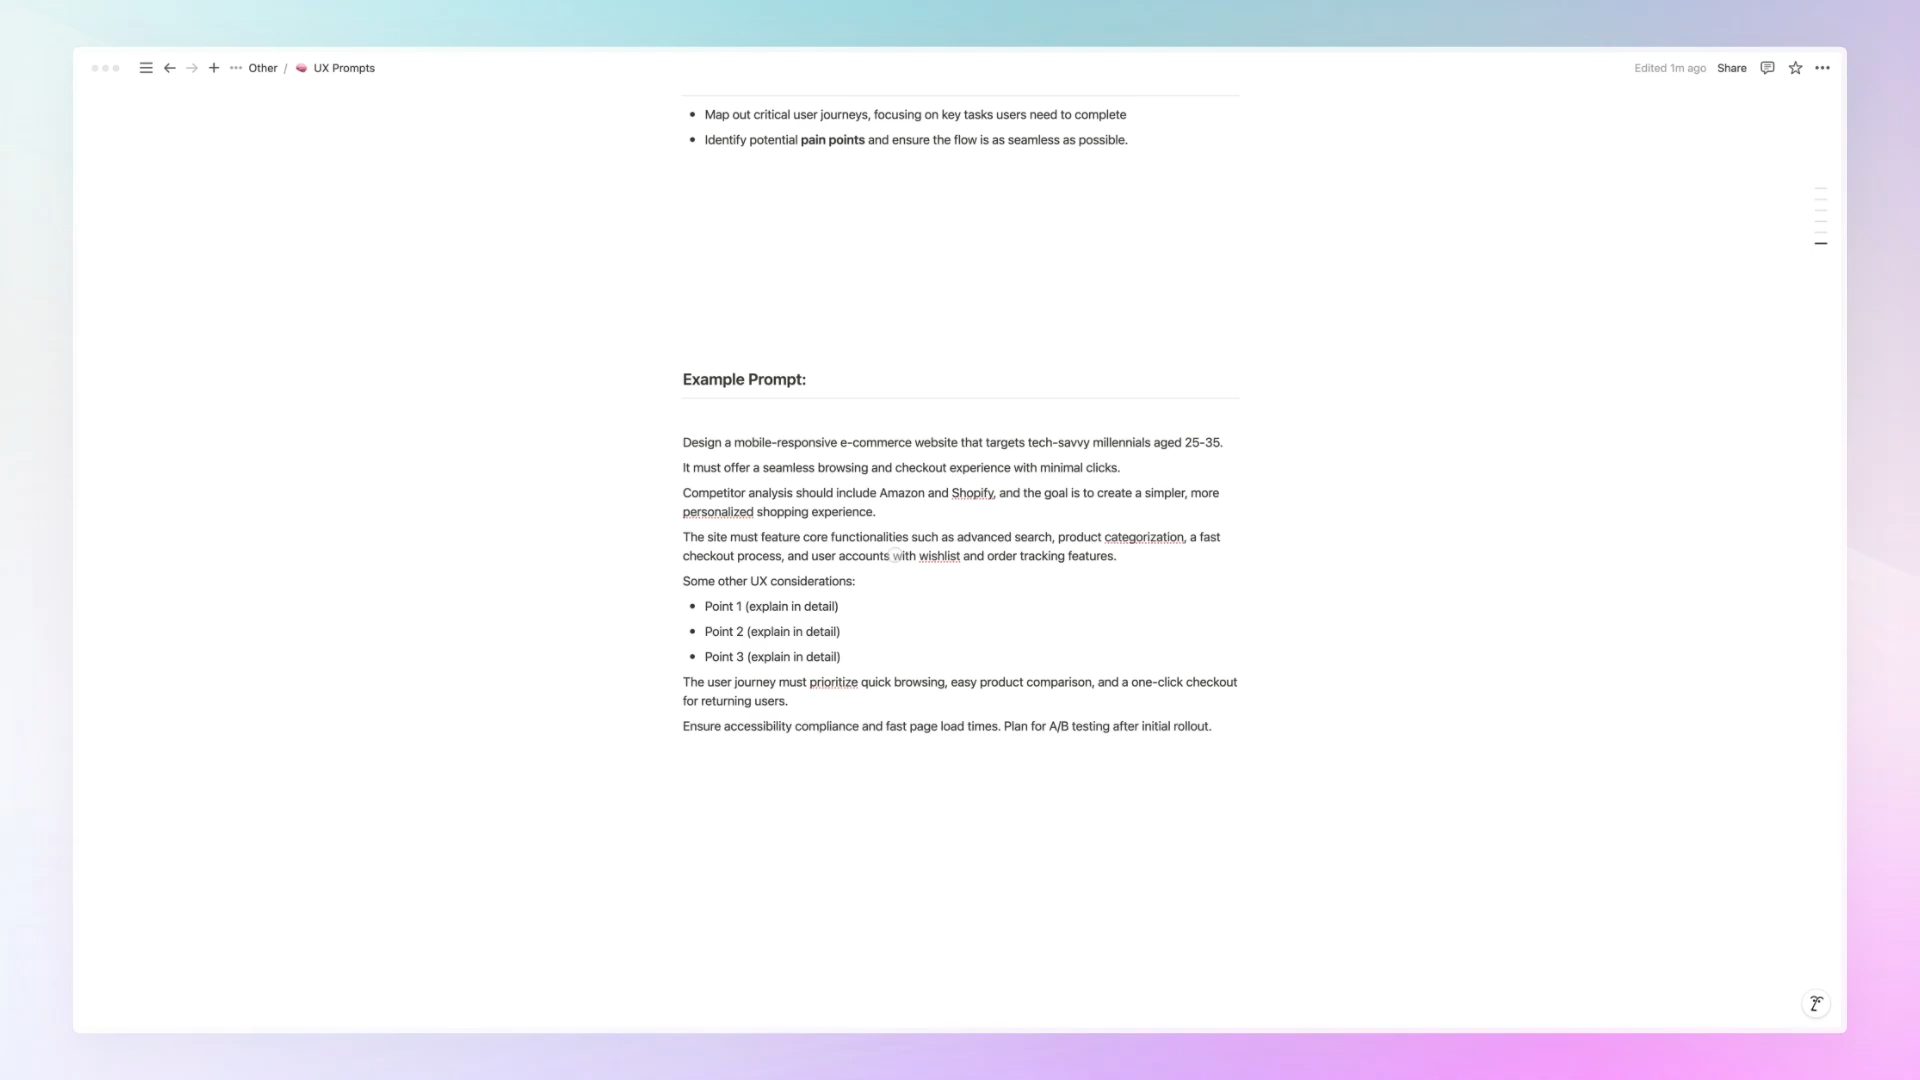 Other / UX Prompts
Edited 1m ago Share
• Map out critical user journeys, focusing on key tasks users need to complete
• Identify potential pain points and ensure the flow is as seamless as possible.
Example Prompt:
Design a mobile-responsive e-commerce website that targets tech-savvy millennials aged 25-35.
It must offer a seamless browsing and checkout experience with minimal clicks.
Competitor analysis should include Amazon and Shopify, and the goal is to create a simpler, more
personalized shopping experience.
The site must feature core functionalities such as advanced search, product categorization, a fast
checkout process, and user accounts with wishlist and order tracking features.
Some other UX considerations:
• Point 1 (explain in detail)
• Point 2 (explain in detail)
• Point 3 (explain in detail)
The user journey must prioritize quick browsing, easy product comparison, and a one-click checkout
for returning users.
Ensure accessibility compliance and fast page load times. Plan for A/B testing after initial rollout.